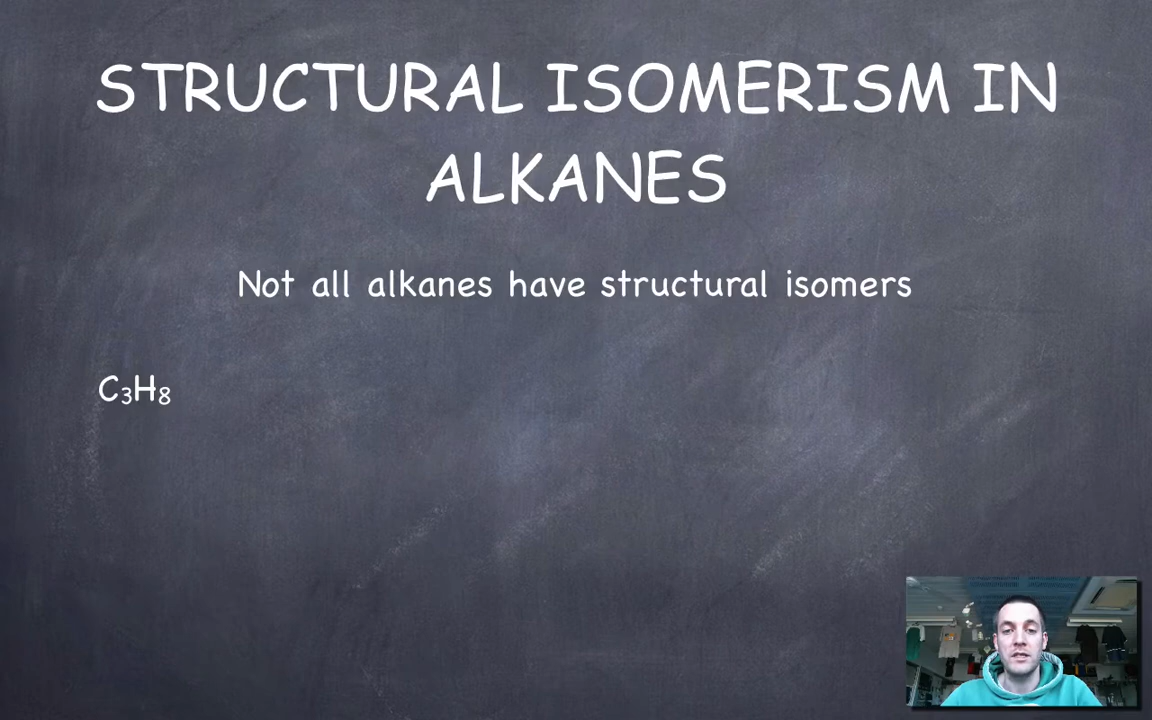 STRUCTURAL ISOMERISM IN
ALKANES
Not all alkanes have structural isomers
C₃H₈